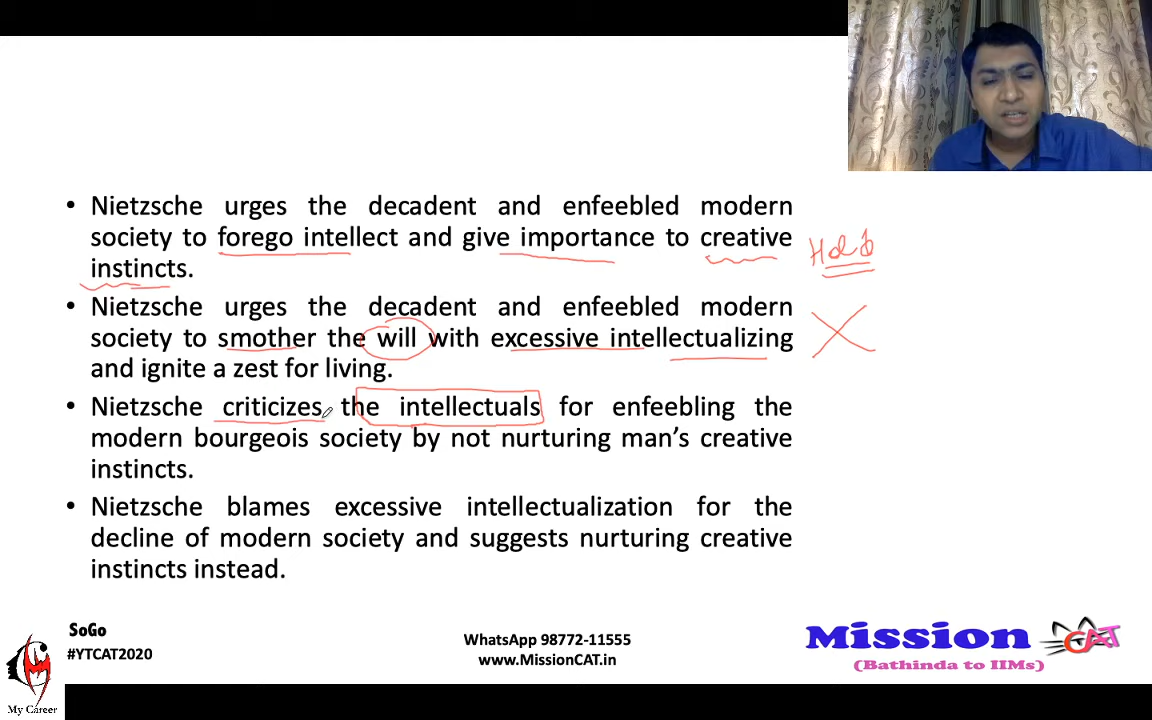 • Nietzsche urges the decadent and enfeebled modern
society to forego intellect and give importance to creative
instincts.
Hold
• Nietzsche urges the decadent and enfeebled modern
society to smother the will with excessive intellectualizing
and ignite a zest for living.
• Nietzsche criticizes the intellectuals for enfeebling the
modern bourgeois society by not nurturing man's creative
instincts.
• Nietzsche blames excessive intellectualization for the
decline of modern society and suggests nurturing creative
instincts instead.
SoGo
#YTCAT2020
WhatsApp 98772-11555
www.MissionCAT.in
Mission CAT
(Bathinda to IIMs)
My Career